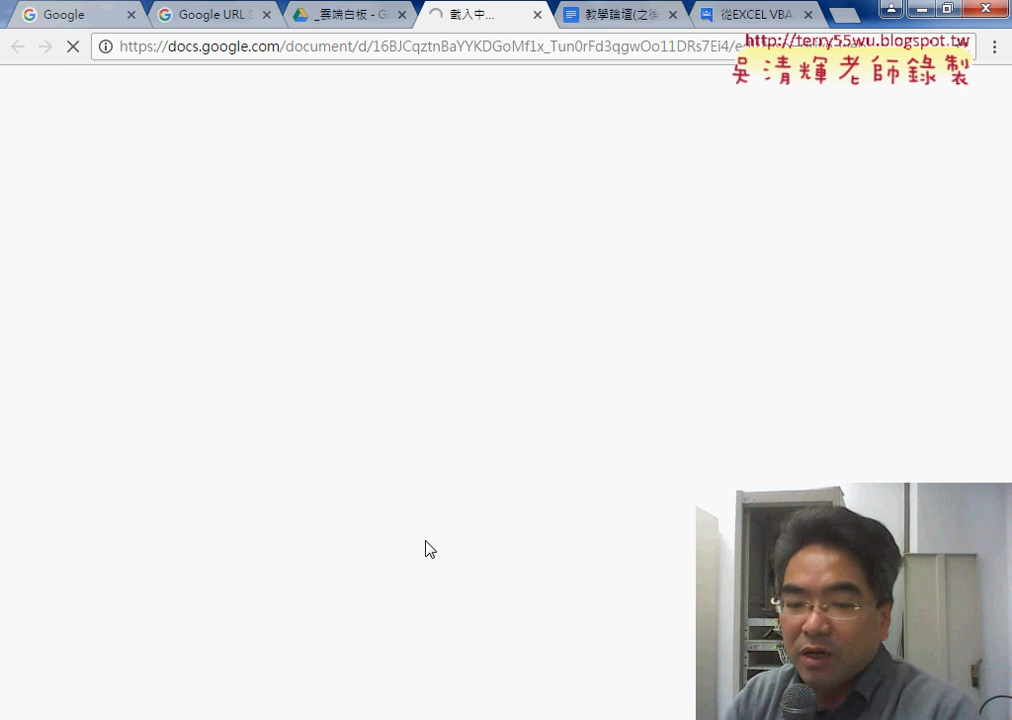 Google
Google URL S
_雲端白板 - G
載入中...
教學論壇(之後
從EXCEL VBA
https://docs.google.com/document/d/16BJCqztnBaYYKDGoMf1x_Tun0rFd3qgwOo11DRs7Ei4/e
http://terry55wu.blogspot.tw
吳清輝老師錄製